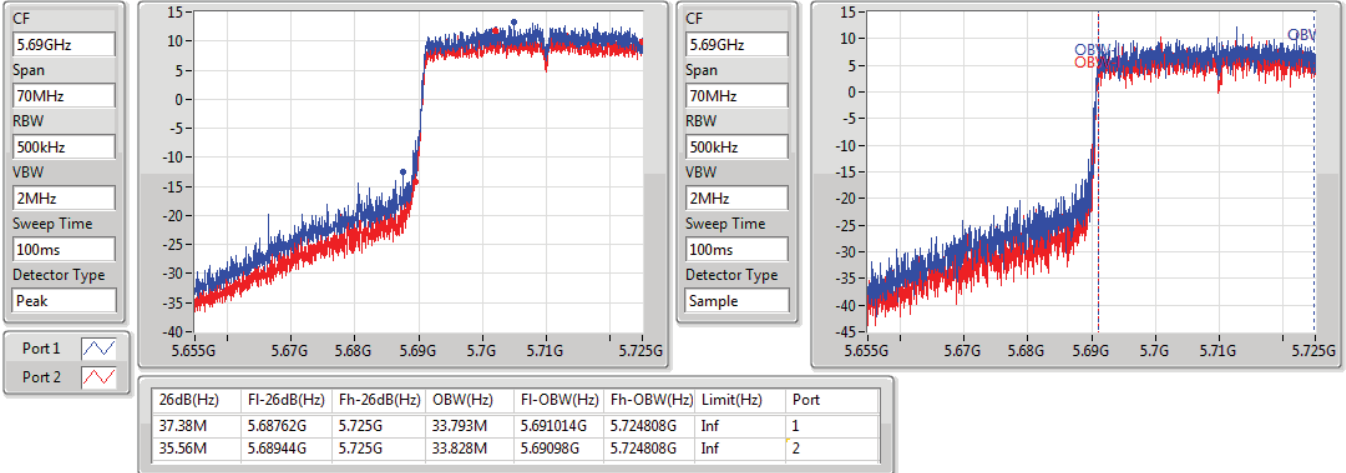 CF
5.69GHz
Span
70MHz
RBW
500kHz
VBW
2MHz
Sweep Time
100ms
Detector Type
Peak
Port 1
Port 2
15
10
5
0
-5
-10
-15
-20
-25
-30
-35
-40
5.655G 5.67G 5.68G 5.69G 5.7G 5.71G 5.725G
CF
5.69GHz
Span
70MHz
RBW
500kHz
VBW
2MHz
Sweep Time
100ms
Detector Type
Sample
15
10
5
0
-5
-10
-15
-20
-25
-30
-35
-40
-45
OBW
OBW
OBW
5.655G 5.67G 5.68G 5.69G 5.7G 5.71G 5.725G
26dB(Hz) Fl-26dB(Hz) Fh-26dB(Hz) OBW(Hz) Fl-OBW(Hz) Fh-OBW(Hz) Limit(Hz) Port
37.38M 5.68762G 5.725G 33.793M 5.691014G 5.724808G Inf 1
35.56M 5.68944G 5.725G 33.828M 5.69098G 5.724808G Inf 2